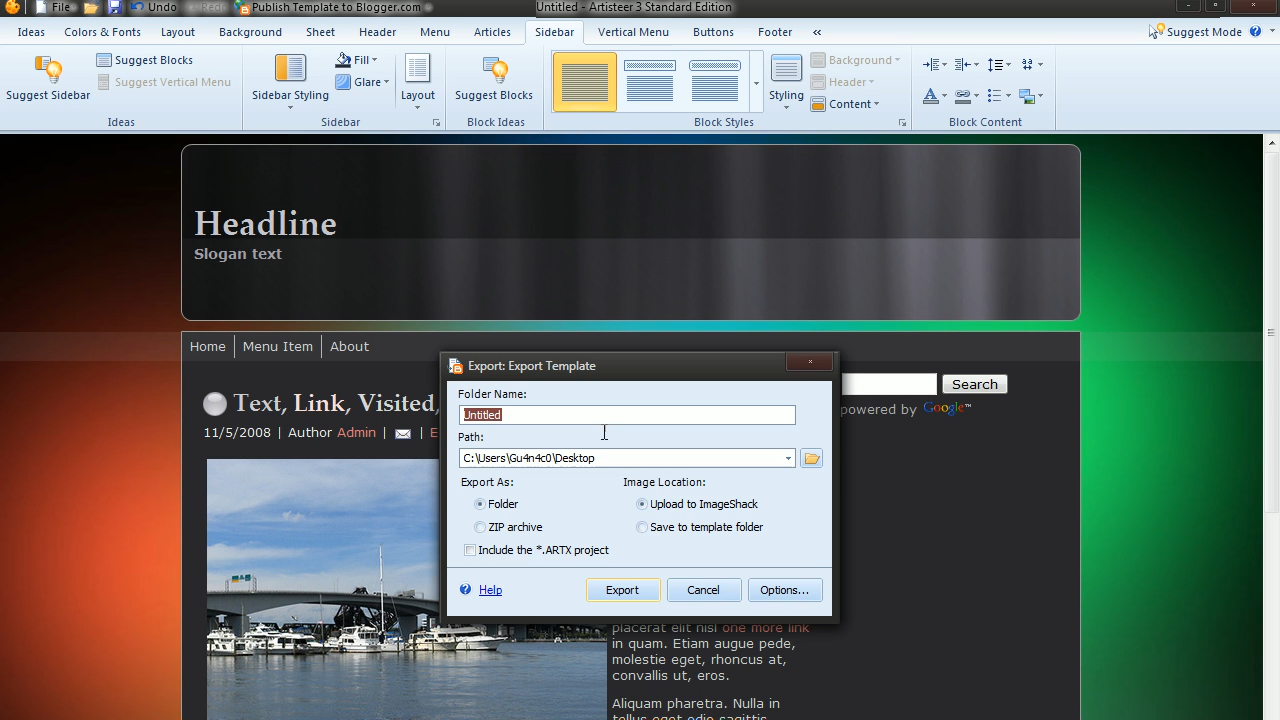 File Undo Redo Publish Template to Blogger.com Untitled - Artisteer 3 Standard Edition
Ideas Colors & Fonts Layout Background Sheet Header Menu Articles Sidebar Vertical Menu Buttons Footer « Suggest Mode
Suggest Sidebar
Suggest Blocks
Suggest Vertical Menu
Ideas
Sidebar Styling
Fill
Glare
Layout
Sidebar
Suggest Blocks
Block Ideas
Styling
Background
Header
Content
Block Styles
Block Content
Headline
Slogan text
Home | Menu Item | About
Text, Link, Visited,
11/5/2008 | Author Admin | | E
Search
powered by Google™
Export: Export Template
Folder Name:
Untitled
Path:
C:\Users\Gu4n4c0\Desktop
Export As: Image Location:
Folder Upload to ImageShack
ZIP archive Save to template folder
Include the *.ARTX project
Help Export Cancel Options...
placerat elit nisl one more link
in quam. Etiam augue pede,
molestie eget, rhoncus at,
convallis ut, eros.
Aliquam pharetra. Nulla in
tellus eget odio sagittis